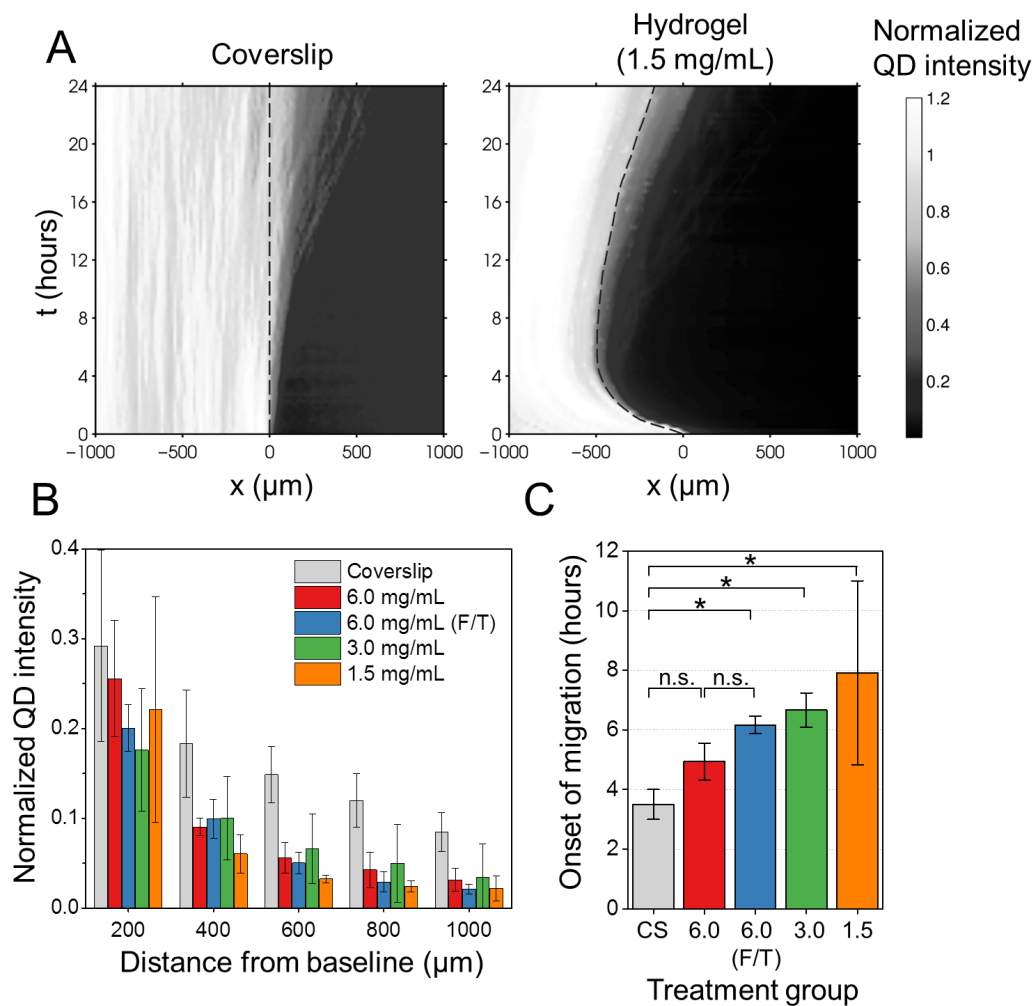 A
Coverslip
Hydrogel
(1.5 mg/mL)
Normalized
QD intensity
t (hours)
24
20
16
12
8
4
0
−1000
−500
0
500
1000
x (µm)
24
20
16
12
8
4
0
−1000
−500
0
500
1000
x (µm)
1.2
1
0.8
0.6
0.4
0.2
B
Normalized QD intensity
0.4
0.3
0.2
0.1
0.0
Coverslip
6.0 mg/mL
6.0 mg/mL (F/T)
3.0 mg/mL
1.5 mg/mL
200
400
600
800
1000
Distance from baseline (µm)
C
Onset of migration (hours)
12
10
8
6
4
2
0
*
*
*
n.s.
n.s.
CS
6.0
6.0
(F/T)
3.0
1.5
Treatment group